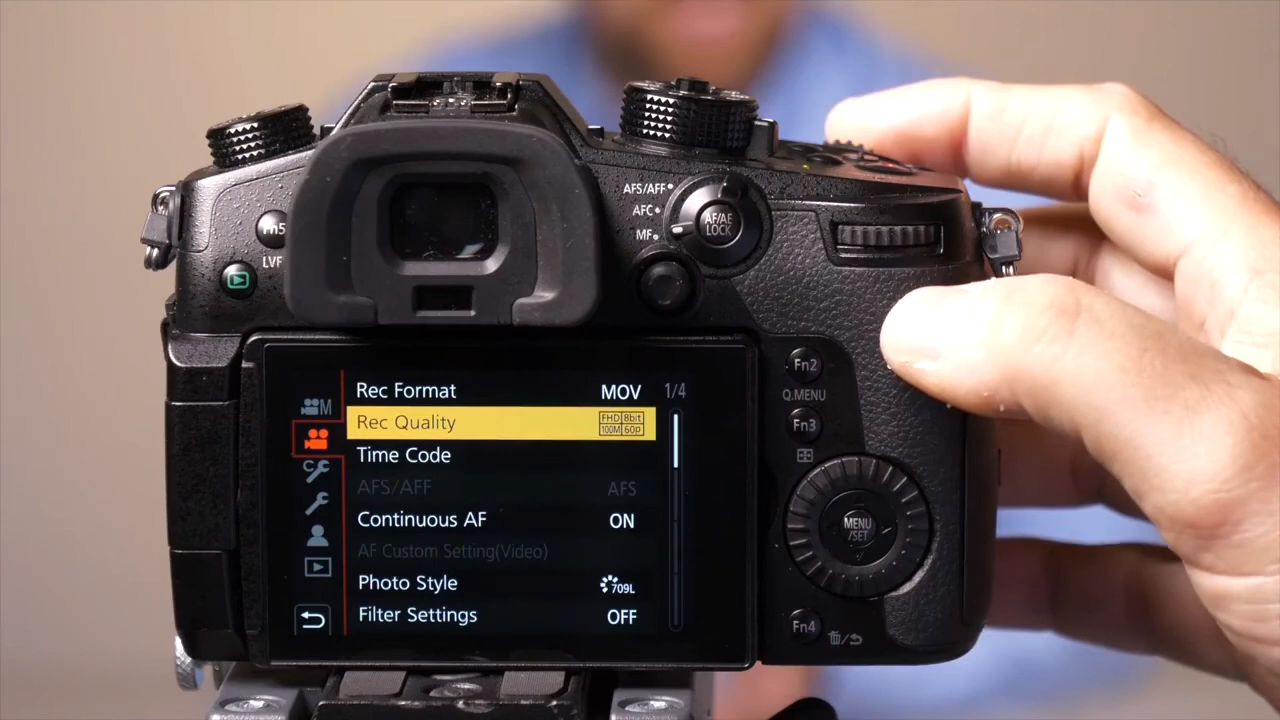 AFS/AFF
AFC
MF
AF/AE
LOCK
Fn5
LVF
Fn2
Q.MENU
Fn3
MENU
/SET
Fn4
Rec Format MOV 1/4
M
Rec Quality FHD 8bit
100M 60p
Time Code
C
AFS/AFF AFS
Continuous AF ON
AF Custom Setting(Video)
Photo Style 709L
Filter Settings OFF